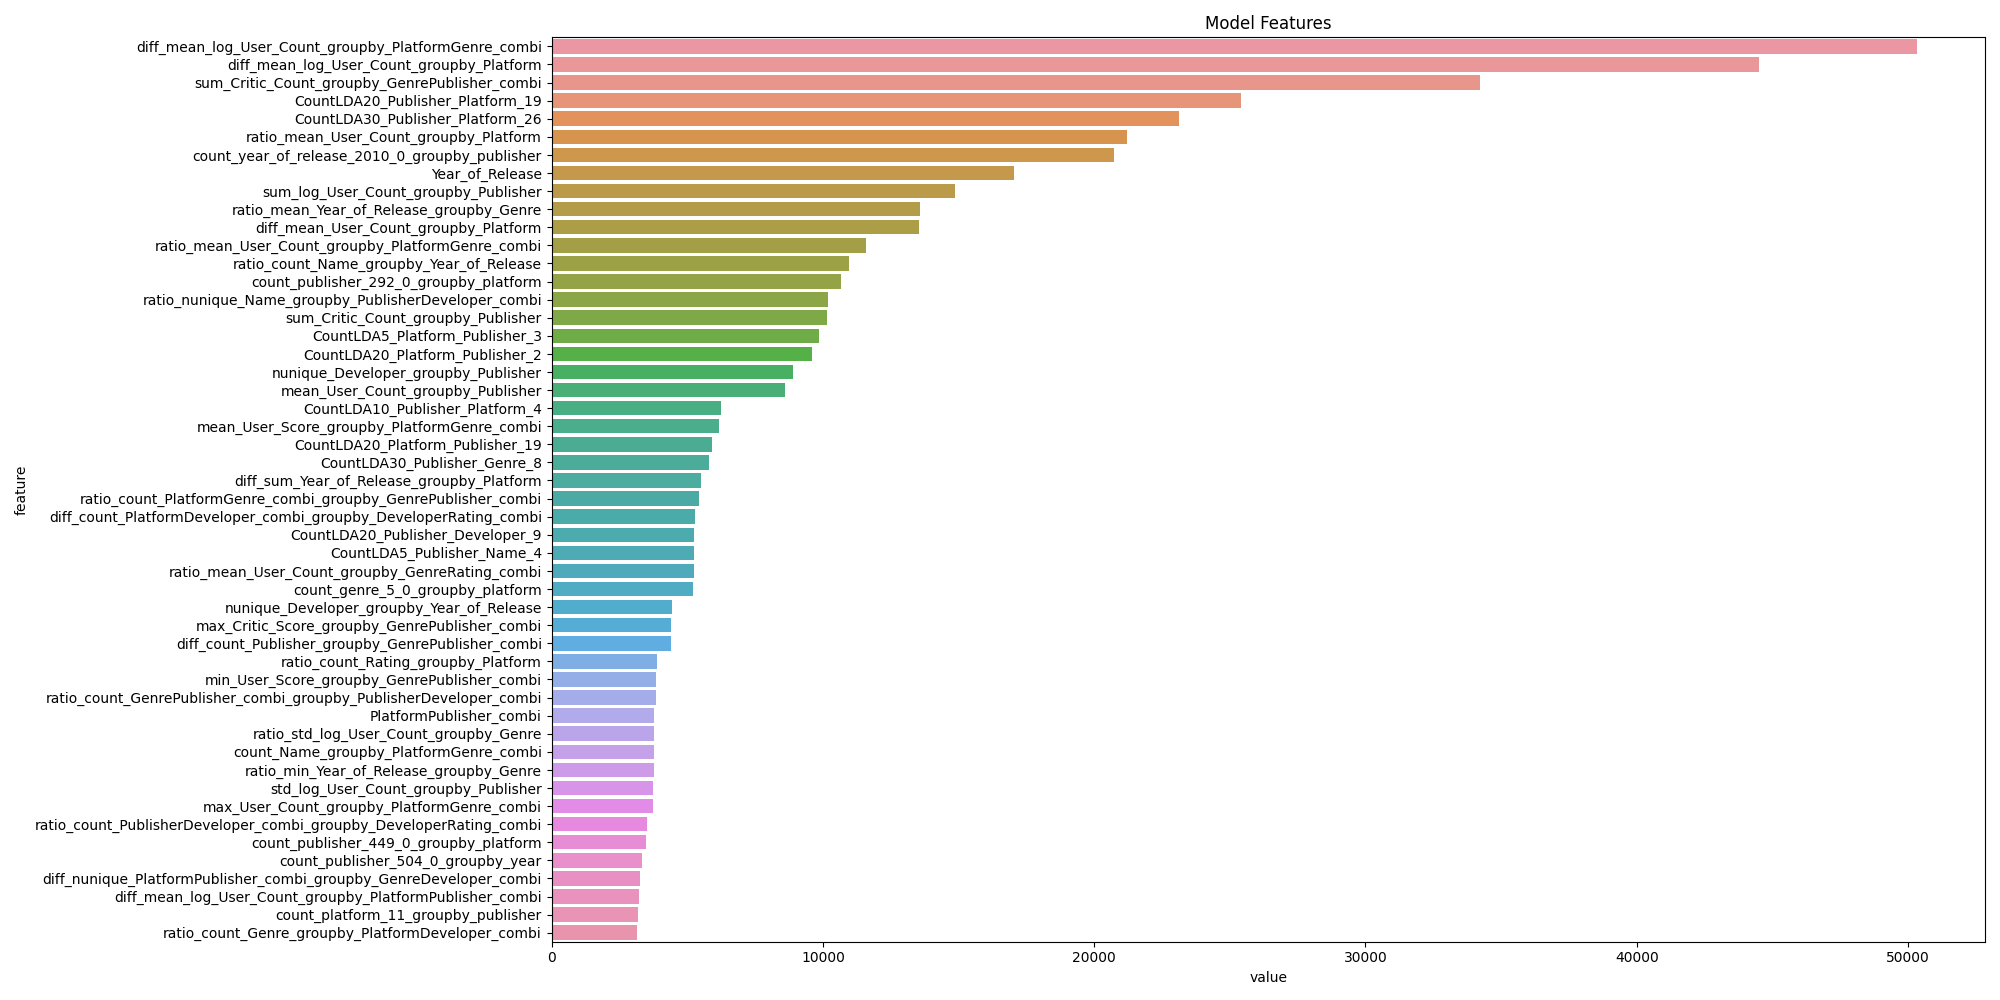 Model Features
diff_mean_log_User_Count_groupby_PlatformGenre_combi
diff_mean_log_User_Count_groupby_Platform
sum_Critic_Count_groupby_GenrePublisher_combi
CountLDA20_Publisher_Platform_19
CountLDA30_Publisher_Platform_26
ratio_mean_User_Count_groupby_Platform
count_year_of_release_2010_0_groupby_publisher
Year_of_Release
sum_log_User_Count_groupby_Publisher
ratio_mean_Year_of_Release_groupby_Genre
diff_mean_User_Count_groupby_Platform
ratio_mean_User_Count_groupby_PlatformGenre_combi
ratio_count_Name_groupby_Year_of_Release
count_publisher_292_0_groupby_platform
ratio_nunique_Name_groupby_PublisherDeveloper_combi
sum_Critic_Count_groupby_Publisher
CountLDA5_Platform_Publisher_3
CountLDA20_Platform_Publisher_2
nunique_Developer_groupby_Publisher
mean_User_Count_groupby_Publisher
CountLDA10_Publisher_Platform_4
mean_User_Score_groupby_PlatformGenre_combi
CountLDA20_Platform_Publisher_19
CountLDA30_Publisher_Genre_8
diff_sum_Year_of_Release_groupby_Platform
ratio_count_PlatformGenre_combi_groupby_GenrePublisher_combi
diff_count_PlatformDeveloper_combi_groupby_DeveloperRating_combi
CountLDA20_Publisher_Developer_9
CountLDA5_Publisher_Name_4
ratio_mean_User_Count_groupby_GenreRating_combi
count_genre_5_0_groupby_platform
nunique_Developer_groupby_Year_of_Release
max_Critic_Score_groupby_GenrePublisher_combi
diff_count_Publisher_groupby_GenrePublisher_combi
ratio_count_Rating_groupby_Platform
min_User_Score_groupby_GenrePublisher_combi
ratio_count_GenrePublisher_combi_groupby_PublisherDeveloper_combi
PlatformPublisher_combi
ratio_std_log_User_Count_groupby_Genre
count_Name_groupby_PlatformGenre_combi
ratio_min_Year_of_Release_groupby_Genre
std_log_User_Count_groupby_Publisher
max_User_Count_groupby_PlatformGenre_combi
ratio_count_PublisherDeveloper_combi_groupby_DeveloperRating_combi
count_publisher_449_0_groupby_platform
count_publisher_504_0_groupby_year
diff_nunique_PlatformPublisher_combi_groupby_GenreDeveloper_combi
diff_mean_log_User_Count_groupby_PlatformPublisher_combi
count_platform_11_groupby_publisher
ratio_count_Genre_groupby_PlatformDeveloper_combi
feature
0 10000 20000 30000 40000 50000
value